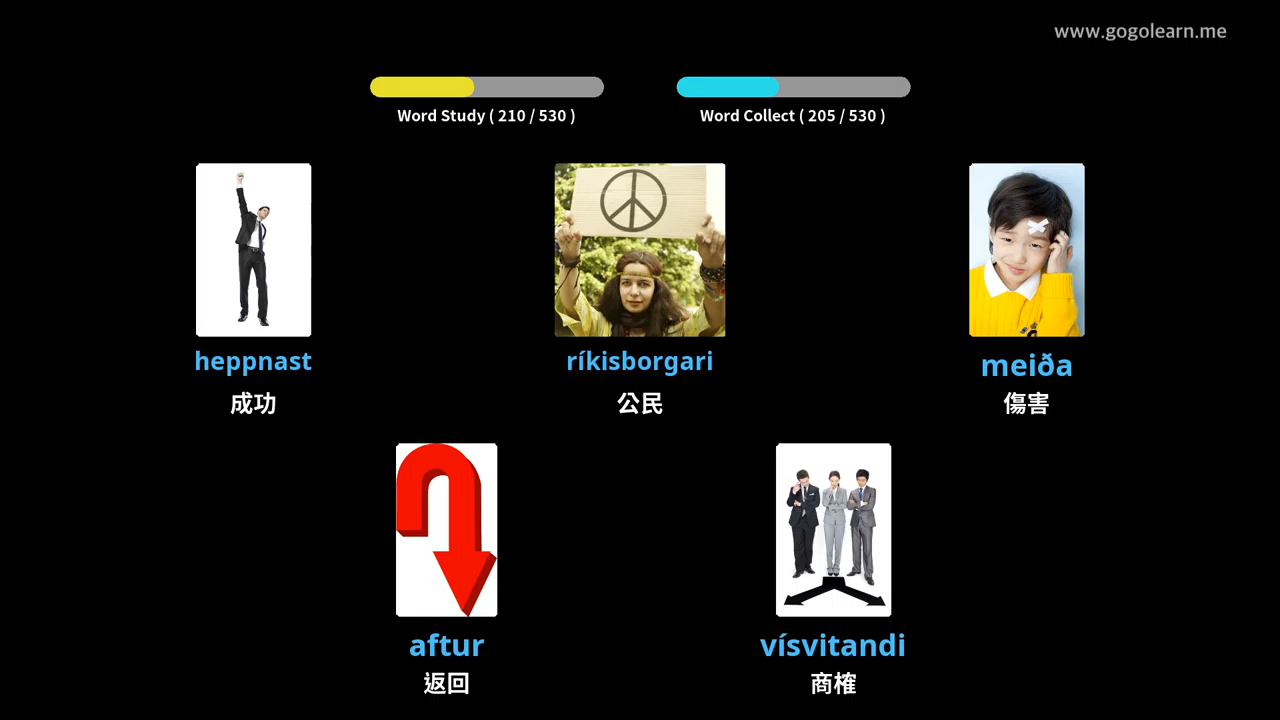 www.gogolearn.me
Word Study ( 210 / 530 )
Word Collect ( 205 / 530 )
heppnast
成功
ríkisborgari
公民
meiða
傷害
aftur
返回
vísvitandi
商榷